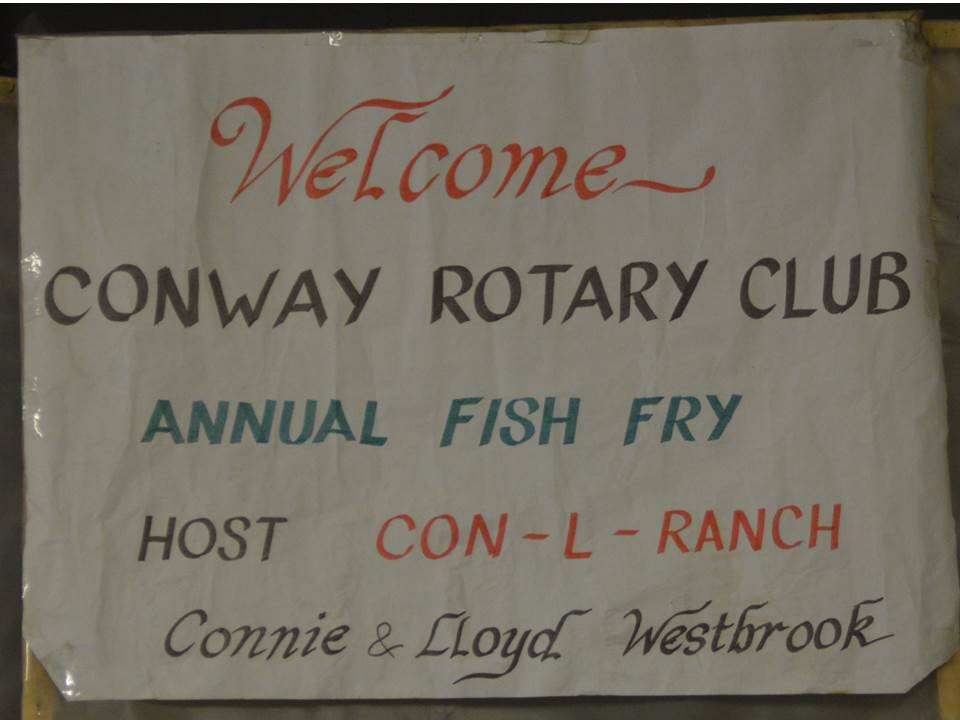 Welcome
CONWAY ROTARY CLUB
ANNUAL FISH FRY
HOST CON-L-RANCH
Connie & Lloyd Westbrook